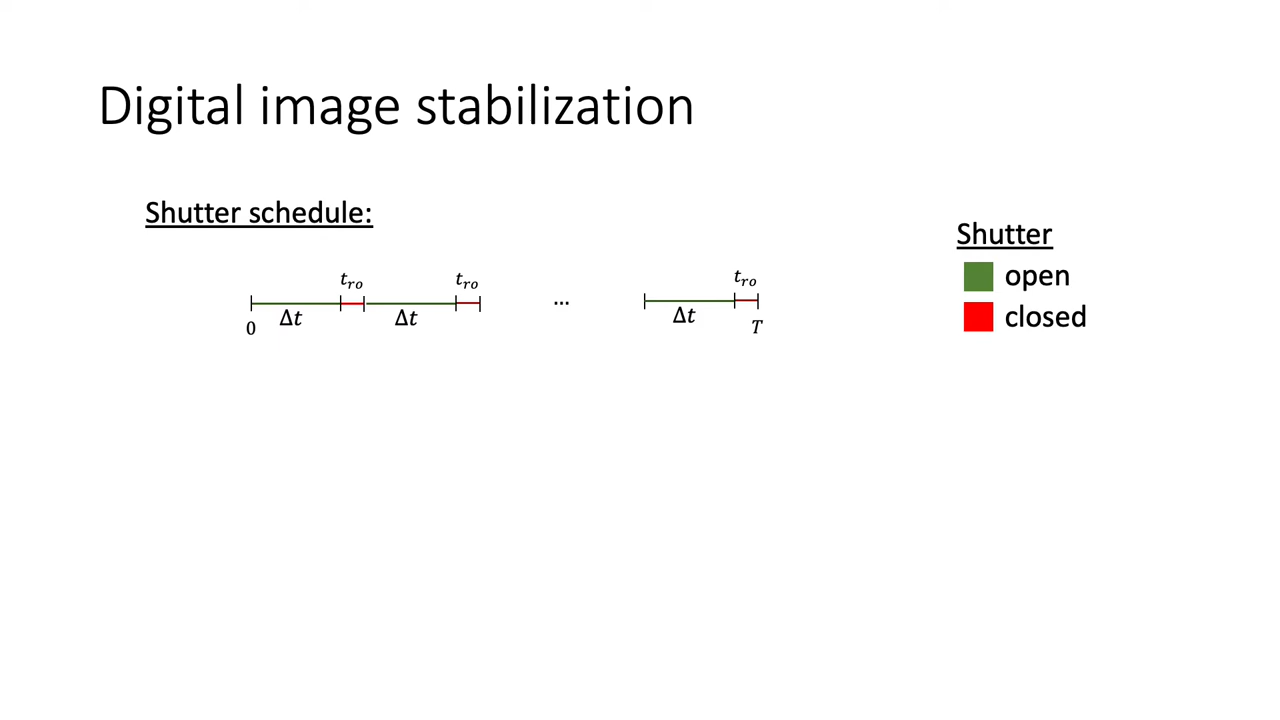 Digital image stabilization
Shutter schedule:
Shutter
open
closed
t_ro t_ro ... t_ro
Δt Δt Δt
0 T